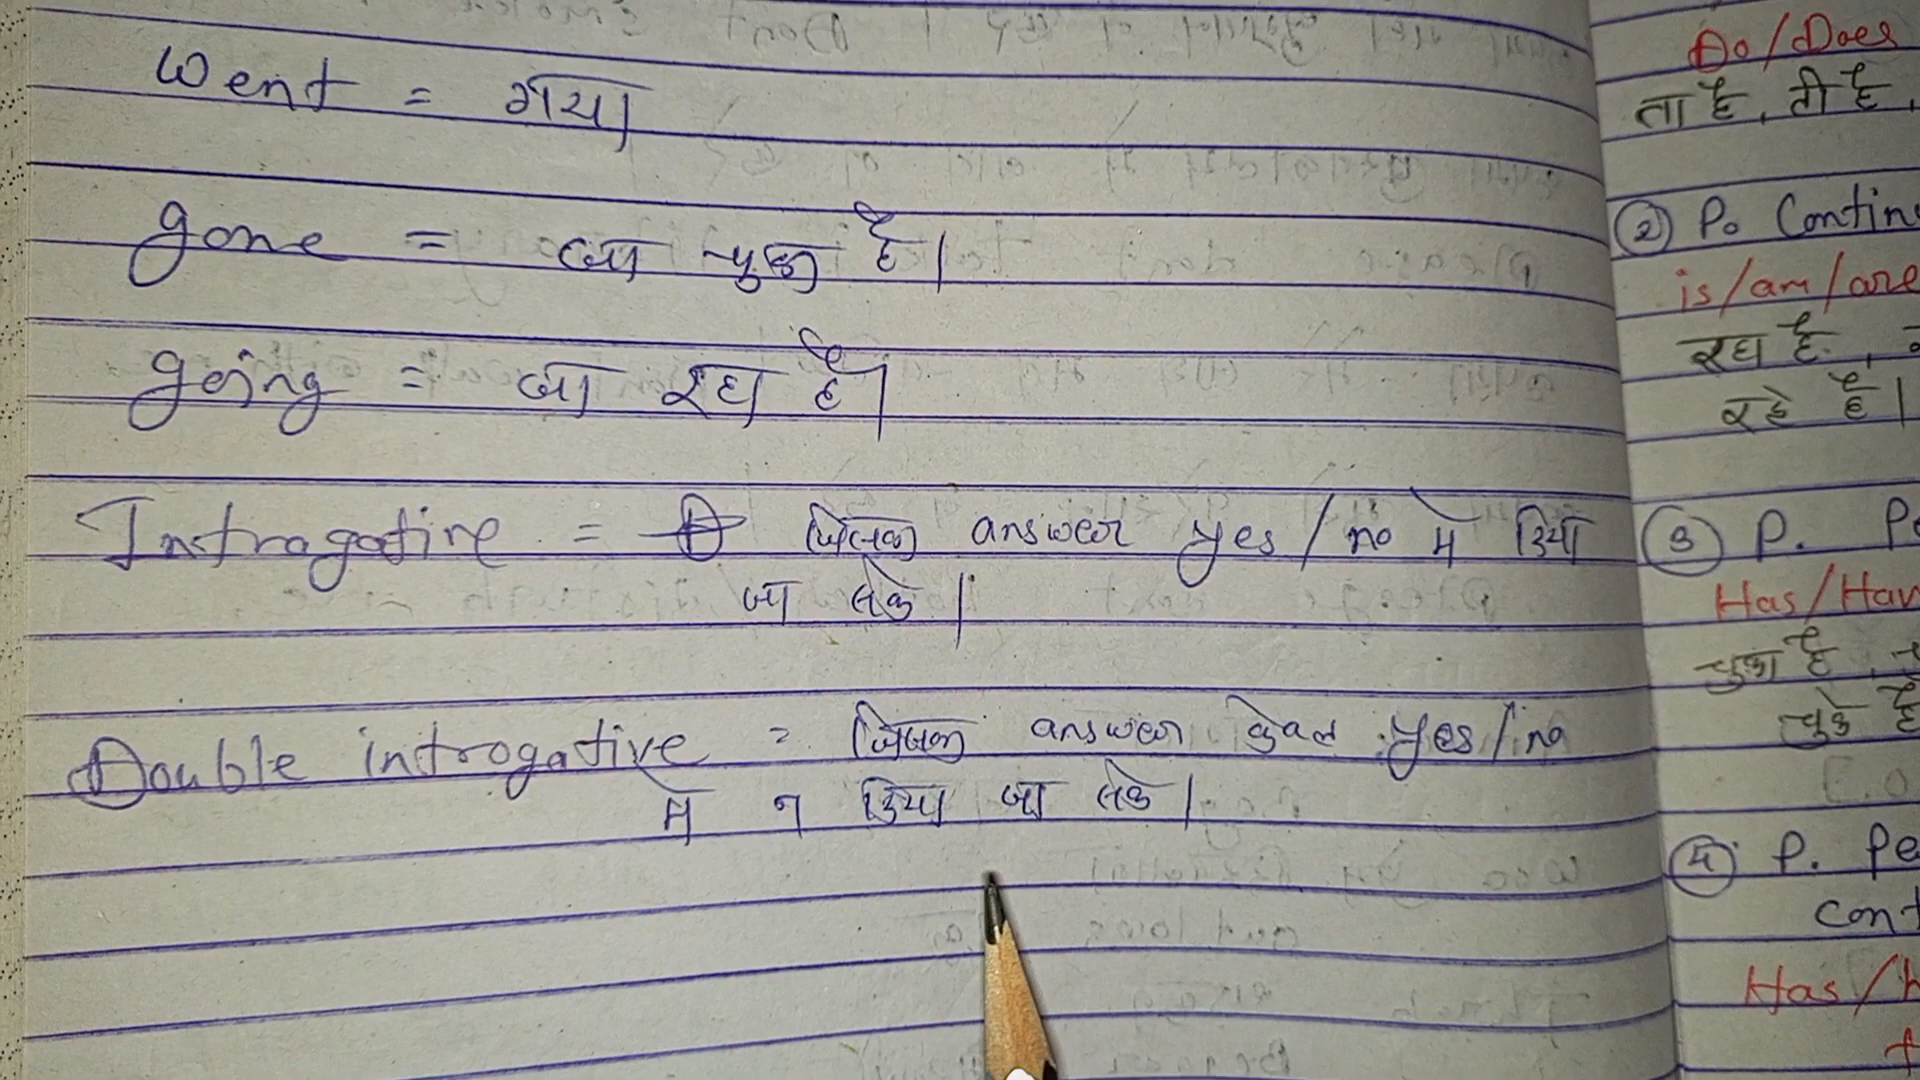 went = गया
gone = जा चुका है।
going = जा रहा है।
Intragative = जिसका answer yes/no में दिया
जा सके।
Double introgative = जिसका answer केवल yes/no
में न दिया जा सके।
Do/Does
ता है, ती है,
② P. Contin
is/am/are
रहा है,
रहे हैं।
③ P. Pe
Has/Hav
चुका है,
चुके है
④ P. Pe
cont
Has/h